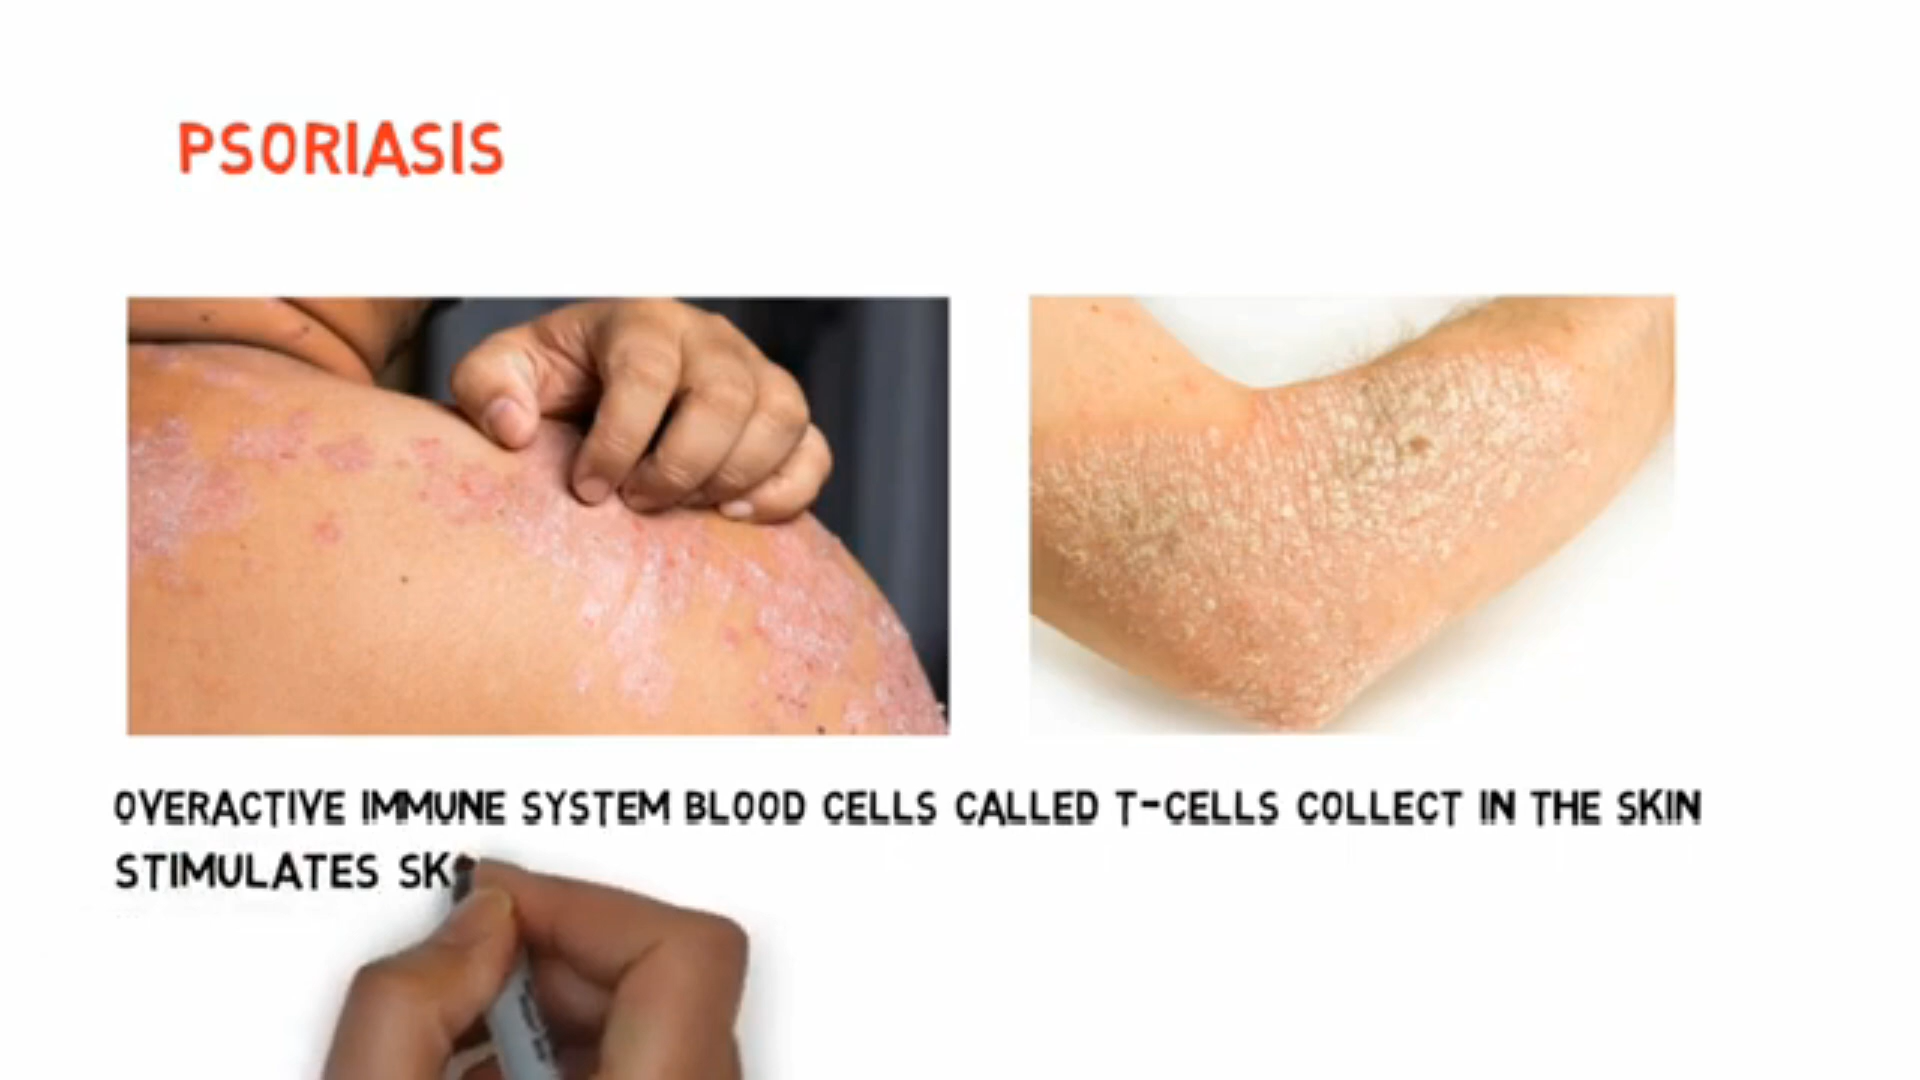 PSORIASIS
OVERACTIVE IMMUNE SYSTEM BLOOD CELLS CALLED T-CELLS COLLECT IN THE SKIN
STIMULATES SK